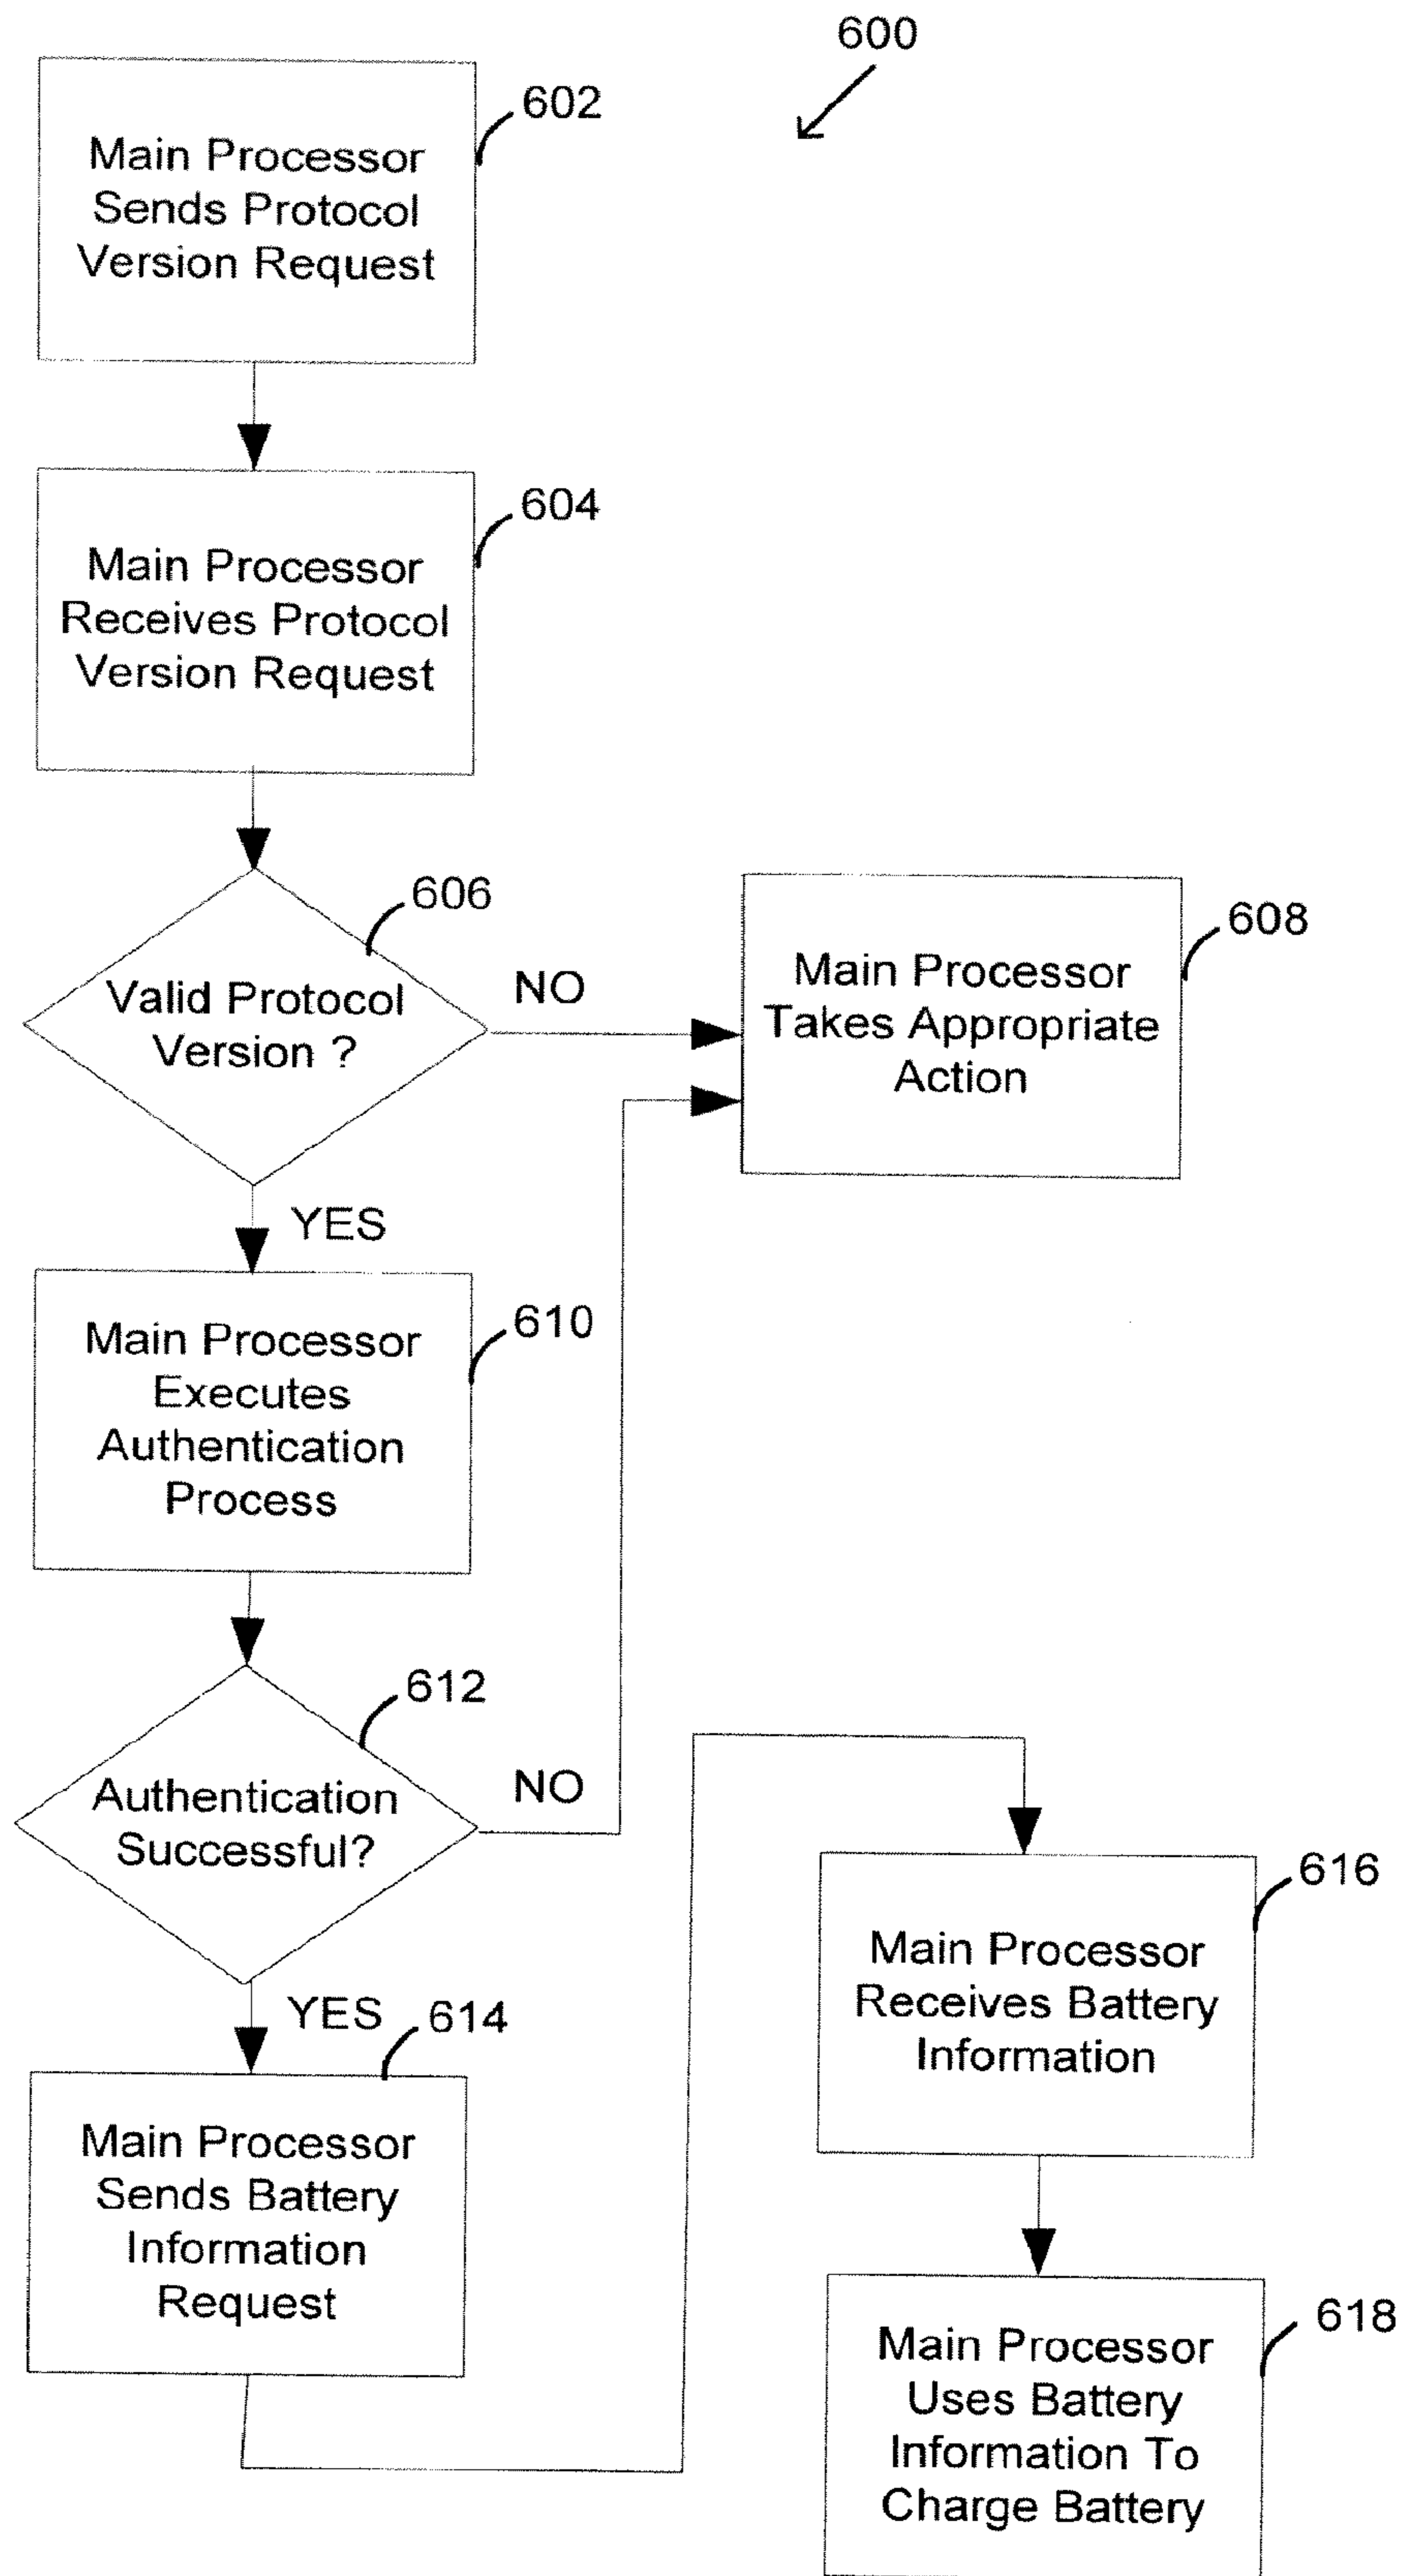 600
602
Main Processor
Sends Protocol
Version Request
604
Main Processor
Receives Protocol
Version Request
606
Valid Protocol
Version ?
NO
608
Main Processor
Takes Appropriate
Action
YES
610
Main Processor
Executes
Authentication
Process
612
Authentication
Successful?
NO
YES
614
Main Processor
Sends Battery
Information
Request
616
Main Processor
Receives Battery
Information
618
Main Processor
Uses Battery
Information To
Charge Battery